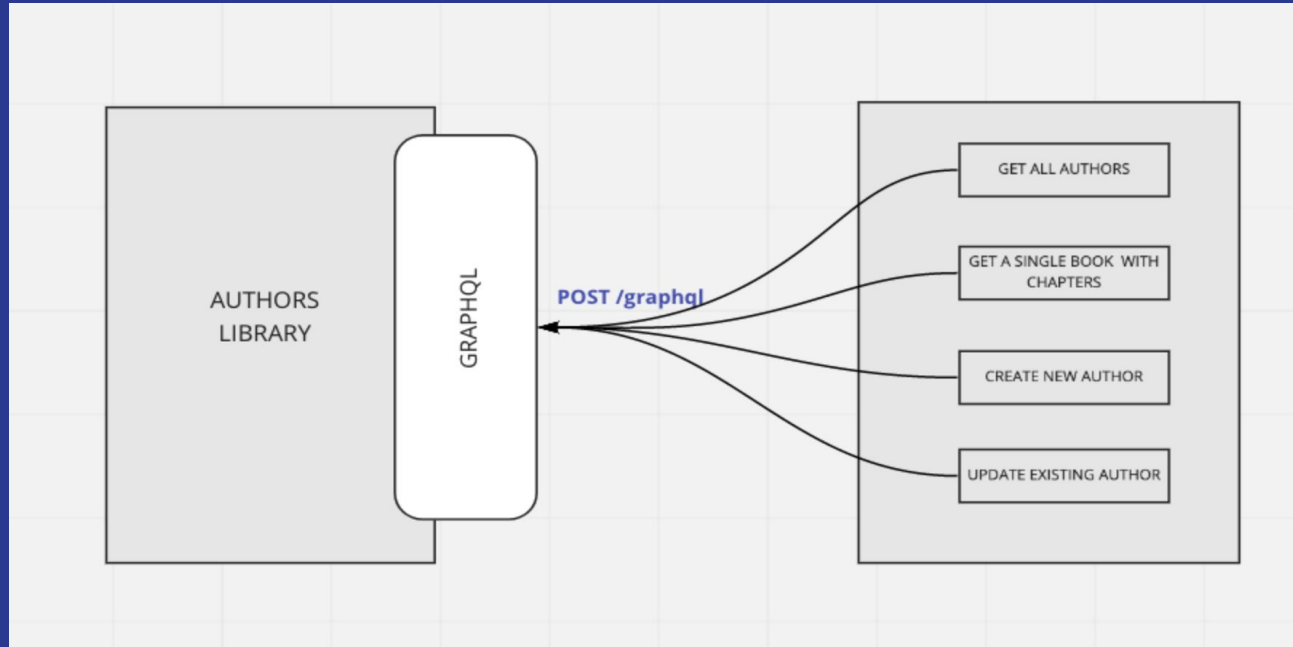 AUTHORS
LIBRARY
GRAPHQL
POST /graphql
GET ALL AUTHORS
GET A SINGLE BOOK WITH
CHAPTERS
CREATE NEW AUTHOR
UPDATE EXISTING AUTHOR